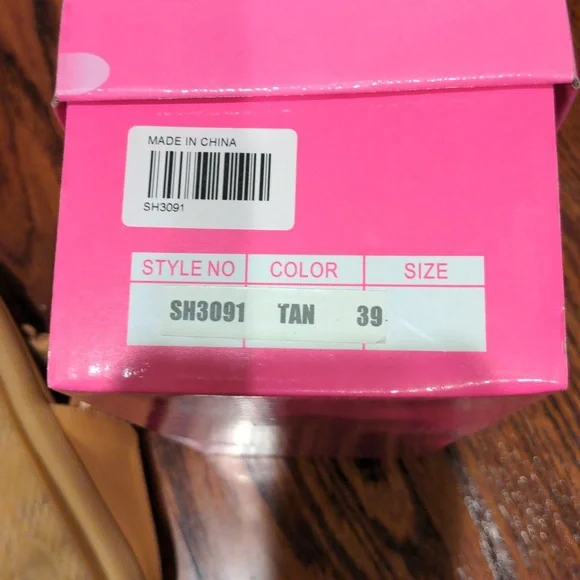 MADE IN CHINA
SH3091
STYLE NO COLOR SIZE
SH3091 TAN 39